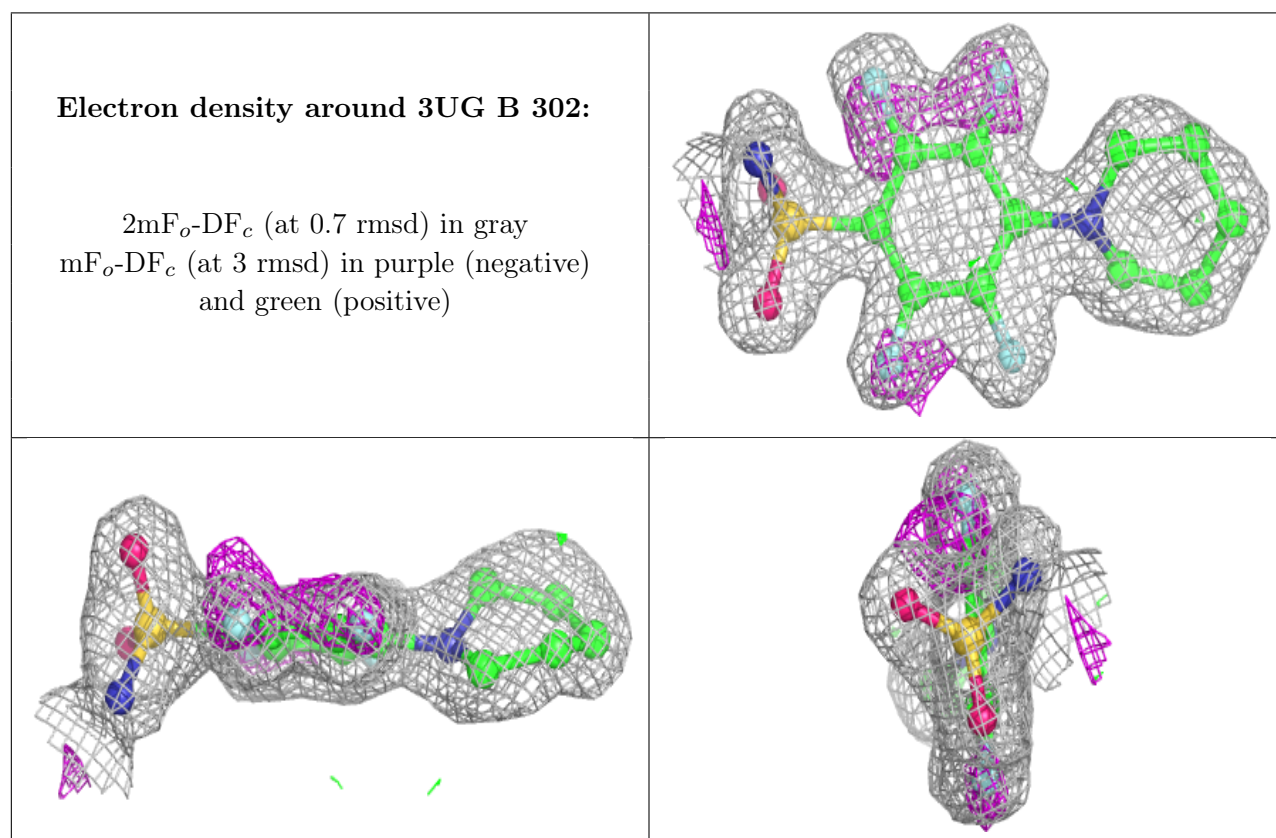 Electron density around 3UG B 302:
2mFₒ-DF𝒸 (at 0.7 rmsd) in gray
mFₒ-DF𝒸 (at 3 rmsd) in purple (negative)
and green (positive)